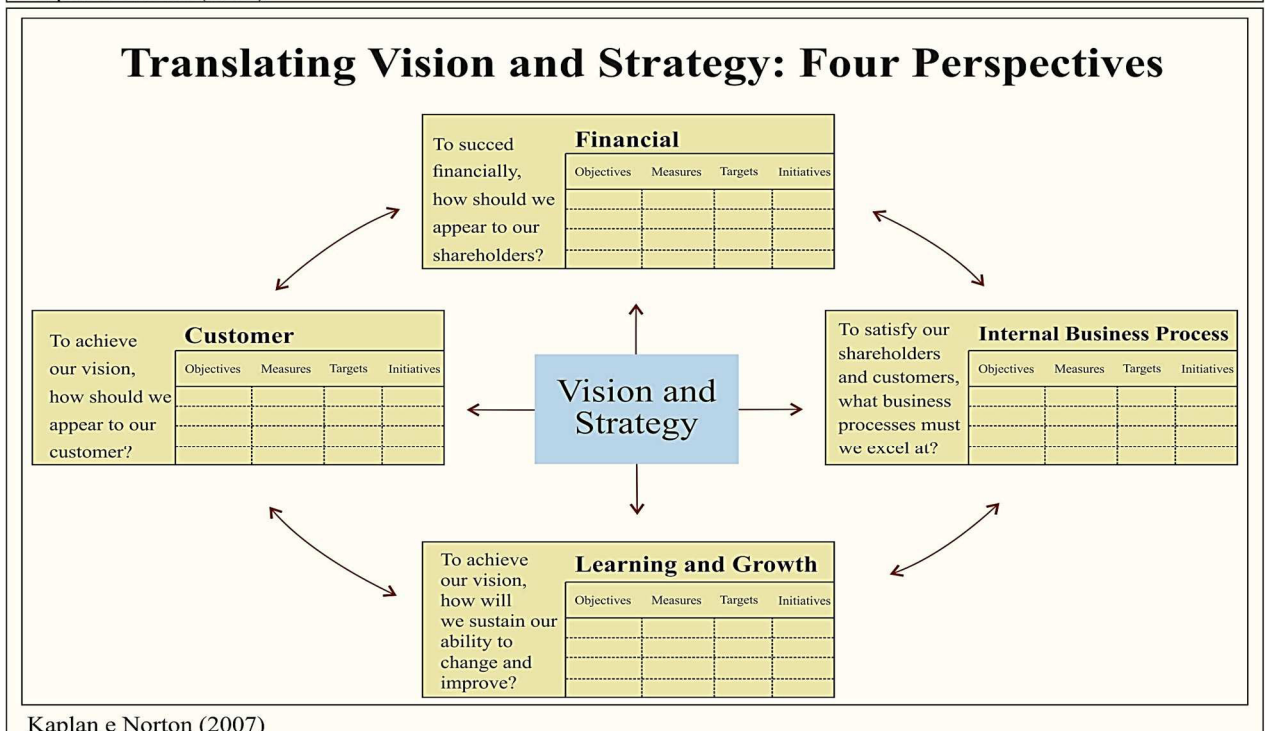 Translating Vision and Strategy: Four Perspectives
To succed
financially,
how should we
appear to our
shareholders?
Financial
Objectives Measures Targets Initiatives
To achieve
our vision,
how should we
appear to our
customer?
Customer
Objectives Measures Targets Initiatives
Vision and
Strategy
To satisfy our
shareholders
and customers,
what business
processes must
we excel at?
Internal Business Process
Objectives Measures Targets Initiatives
To achieve
our vision,
how will
we sustain our
ability to
change and
improve?
Learning and Growth
Objectives Measures Targets Initiatives
Kaplan e Norton (2007)